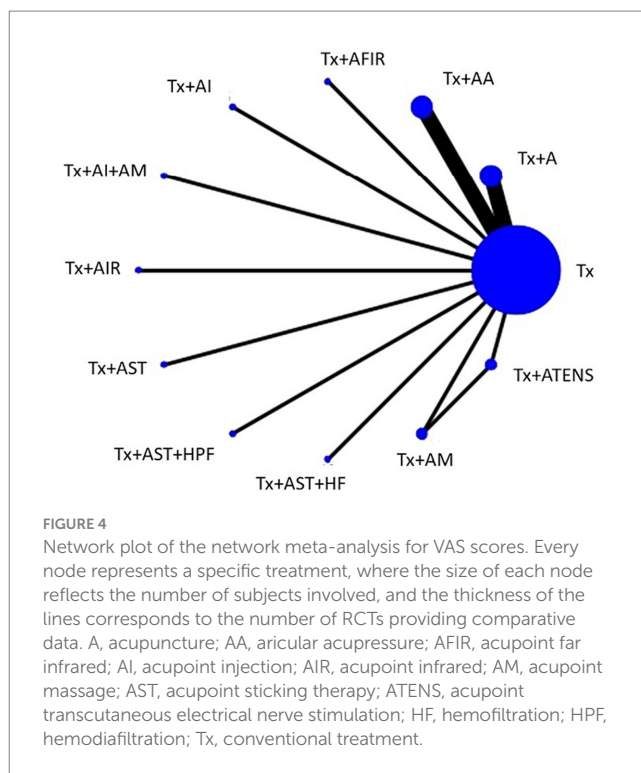 Tx+AFIR
Tx+AI
Tx+AA
Tx+A
Tx+AI+AM
Tx+AIR
Tx
Tx+AST
Tx+ATENS
Tx+AST+HPF
Tx+AM
Tx+AST+HF
FIGURE 4
Network plot of the network meta-analysis for VAS scores. Every
node represents a specific treatment, where the size of each node
reflects the number of subjects involved, and the thickness of the
lines corresponds to the number of RCTs providing comparative
data. A, acupuncture; AA, aricular acupressure; AFIR, acupoint far
infrared; AI, acupoint injection; AIR, acupoint infrared; AM, acupoint
massage; AST, acupoint sticking therapy; ATENS, acupoint
transcutaneous electrical nerve stimulation; HF, hemofiltration; HPF,
hemodiafiltration; Tx, conventional treatment.